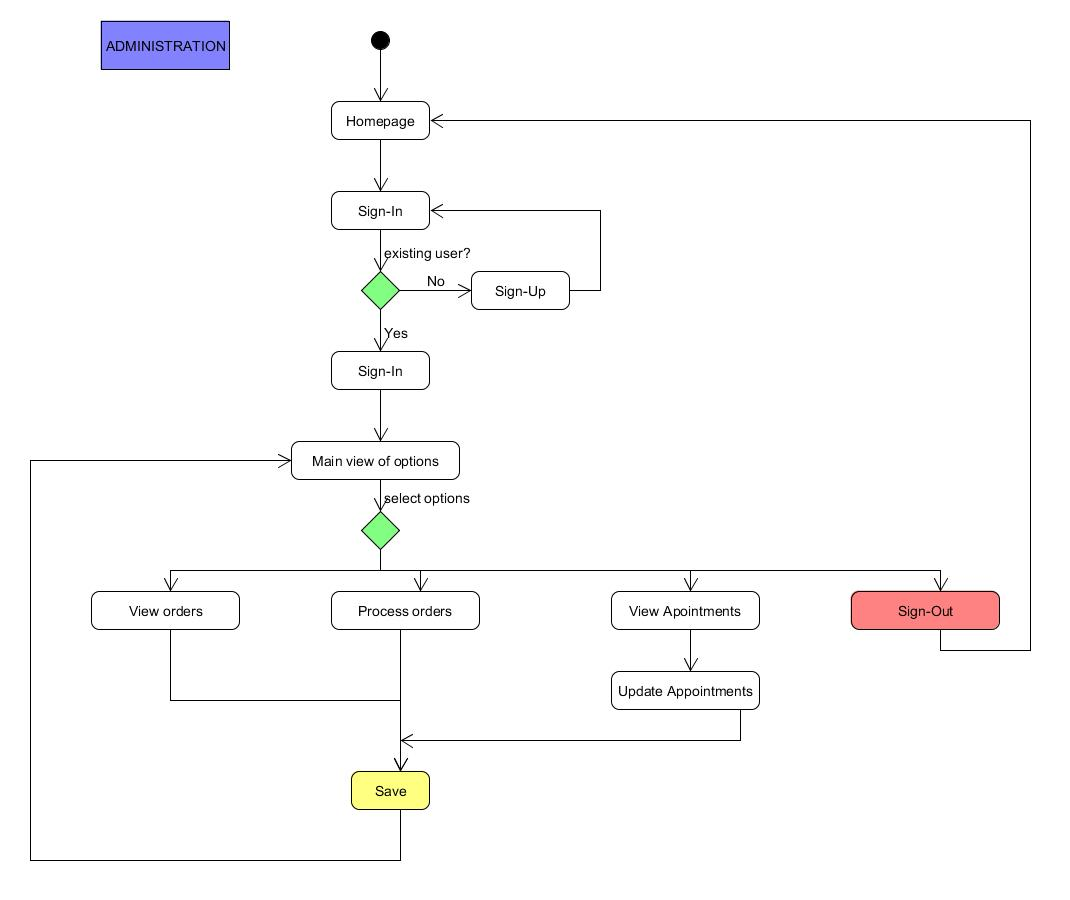 ADMINISTRATION
Homepage
Sign-In
existing user?
No
Sign-Up
Yes
Sign-In
Main view of options
select options
View orders
Process orders
View Apointments
Sign-Out
Update Appointments
Save